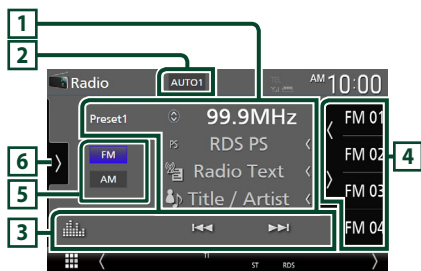 1
2
Radio
AUTO1
AM 10:00
Preset1
99.9MHz
FM 01
PS
RDS PS
FM 02
4
6
FM
Radio Text
5
AM
Title / Artist
FM 03
3
FM 04
TI
ST
RDS